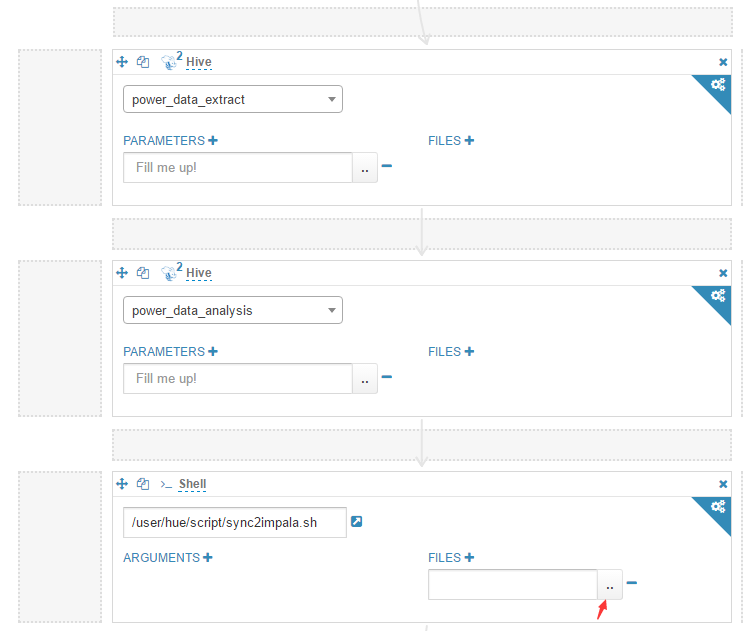 2 Hive
power_data_extract
PARAMETERS FILES
Fill me up! ..
2 Hive
power_data_analysis
PARAMETERS FILES
Fill me up! ..
Shell
/user/hue/script/sync2impala.sh
ARGUMENTS FILES
..